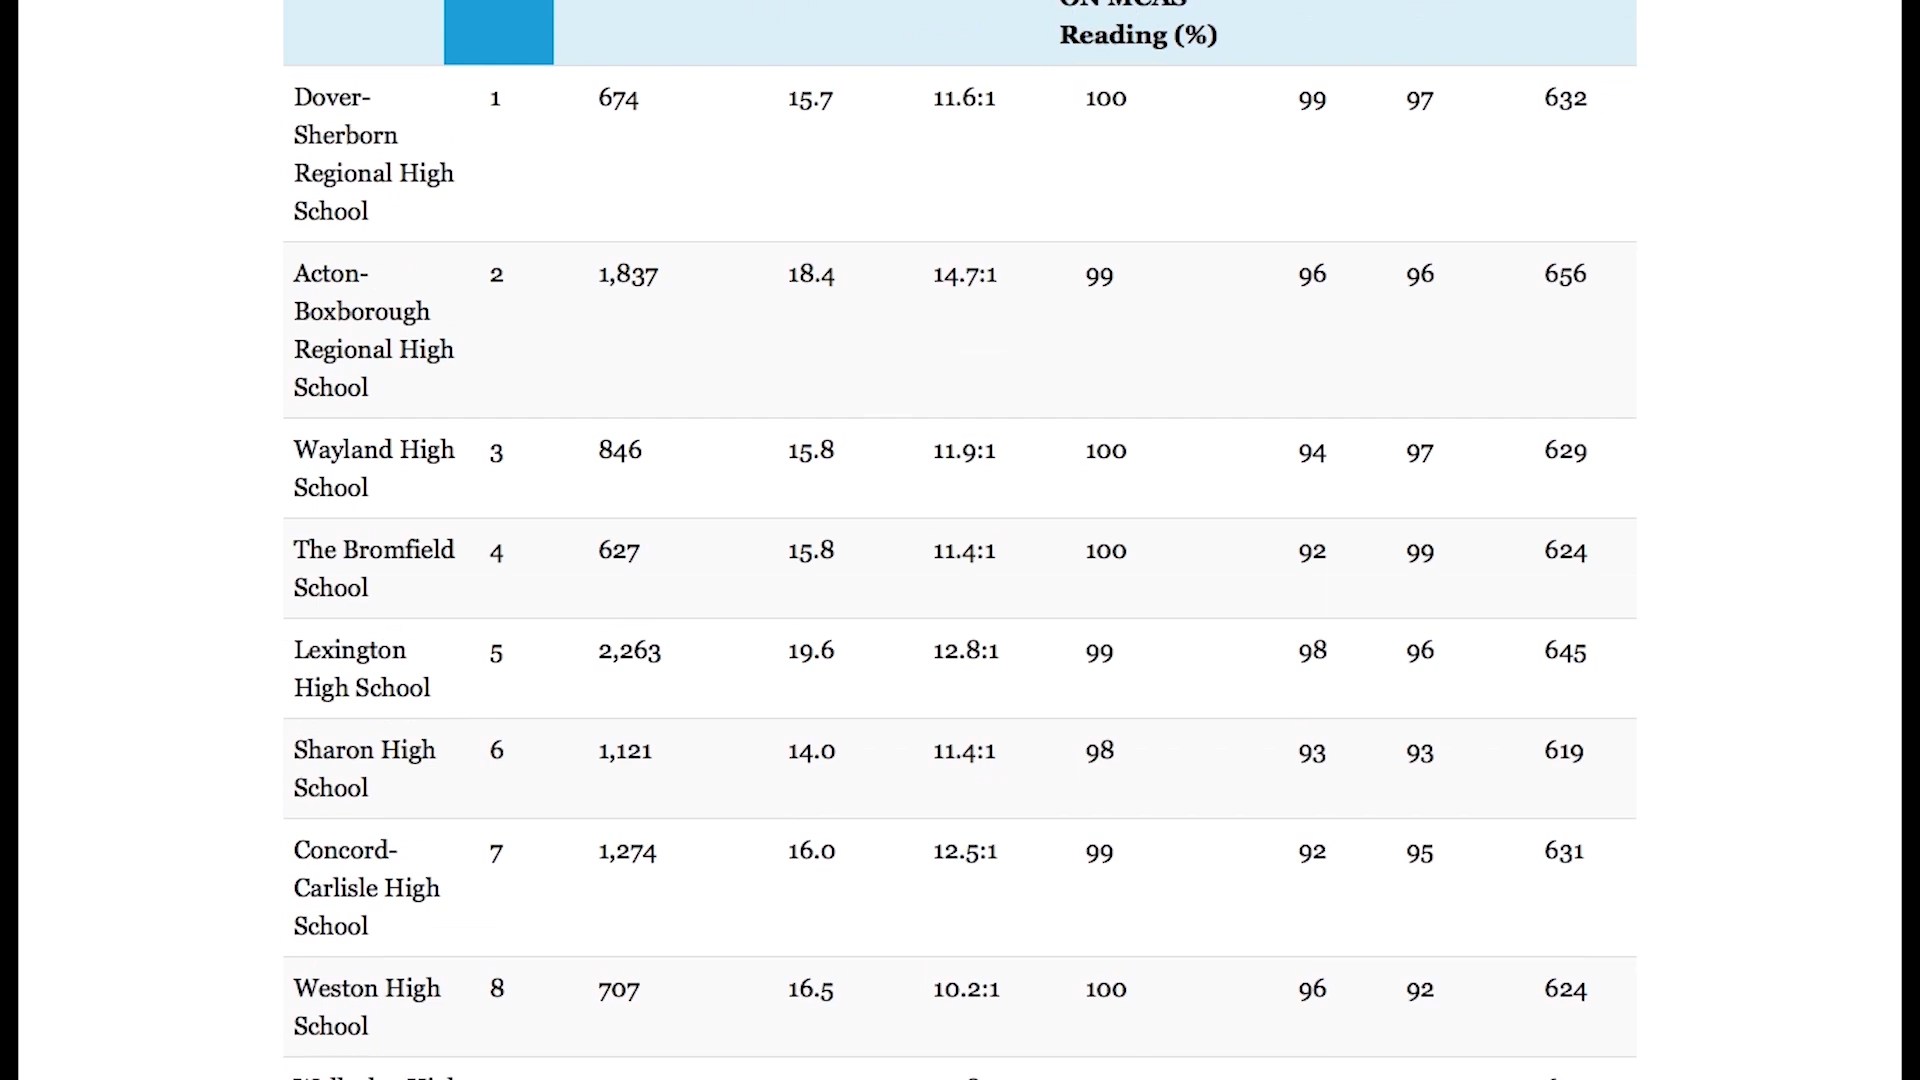 ON MCAS
Reading (%)
Dover- 1 674 15.7 11.6:1 100 99 97 632
Sherborn
Regional High
School
Acton- 2 1,837 18.4 14.7:1 99 96 96 656
Boxborough
Regional High
School
Wayland High 3 846 15.8 11.9:1 100 94 97 629
School
The Bromfield 4 627 15.8 11.4:1 100 92 99 624
School
Lexington 5 2,263 19.6 12.8:1 99 98 96 645
High School
Sharon High 6 1,121 14.0 11.4:1 98 93 93 619
School
Concord- 7 1,274 16.0 12.5:1 99 92 95 631
Carlisle High
School
Weston High 8 707 16.5 10.2:1 100 96 92 624
School